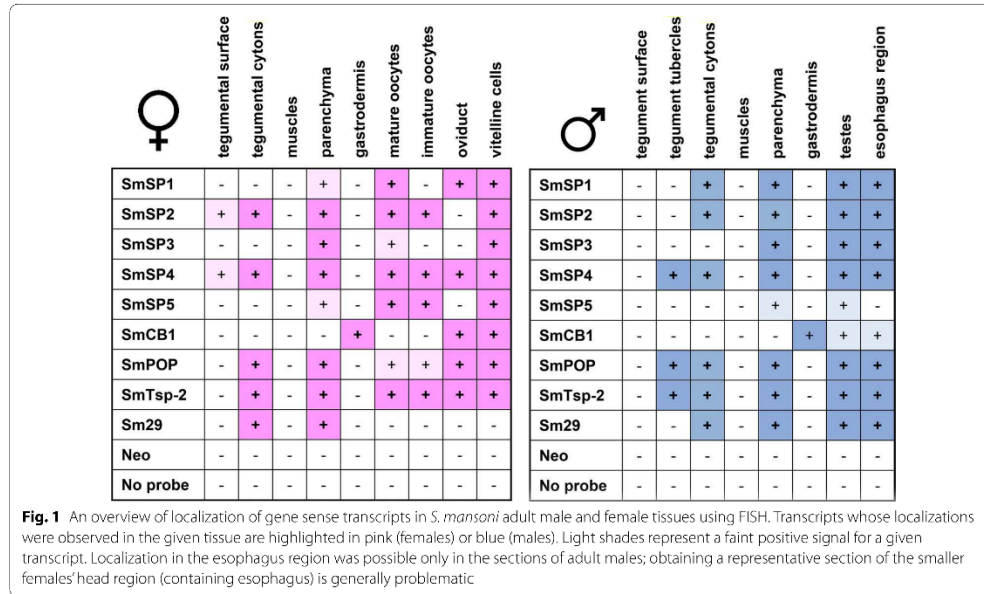 tegumental surface
tegumental cytons
muscles
parenchyma
gastrodermis
mature oocytes
immature oocytes
oviduct
vitelline cells
♀
SmSP1 - - - + - + - + +
SmSP2 + + - + - + + - +
SmSP3 - - - + - + - - +
SmSP4 + + - + - + + + +
SmSP5 - - - + - + + - +
SmCB1 - - - - + - - + +
SmPOP - + - + - + + + +
SmTsp-2 - + - + - + + + +
Sm29 - + - + - - - - -
Neo - - - - - - - - -
No probe - - - - - - - - -
tegument surface
tegument tubercles
tegumental cytons
muscles
parenchyma
gastrodermis
testes
esophagus region
♂
SmSP1 - - + - + - + +
SmSP2 - - + - + - + +
SmSP3 - - - - + - + +
SmSP4 - + + - + - + +
SmSP5 - - - - + - + -
SmCB1 - - - - - + + +
SmPOP - + + - + - + +
SmTsp-2 - + + - + - + +
Sm29 - - + - + - + +
Neo - - - - - - - -
No probe - - - - - - - -
Fig. 1 An overview of localization of gene sense transcripts in S. mansoni adult male and female tissues using FISH. Transcripts whose localizations
were observed in the given tissue are highlighted in pink (females) or blue (males). Light shades represent a faint positive signal for a given
transcript. Localization in the esophagus region was possible only in the sections of adult males; obtaining a representative section of the smaller
females' head region (containing esophagus) is generally problematic